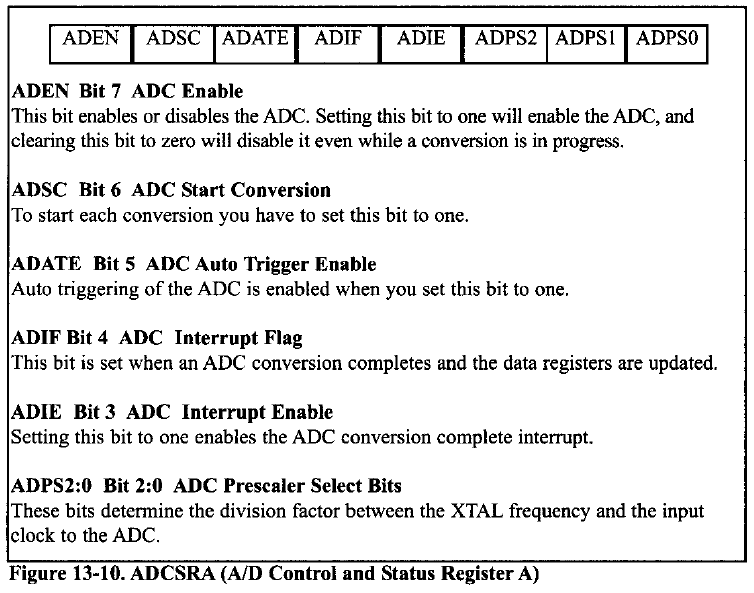 ADEN ADSC ADATE ADIF ADIE ADPS2 ADPS1 ADPS0
ADEN Bit 7 ADC Enable
This bit enables or disables the ADC. Setting this bit to one will enable the ADC, and
clearing this bit to zero will disable it even while a conversion is in progress.
ADSC Bit 6 ADC Start Conversion
To start each conversion you have to set this bit to one.
ADATE Bit 5 ADC Auto Trigger Enable
Auto triggering of the ADC is enabled when you set this bit to one.
ADIF Bit 4 ADC Interrupt Flag
This bit is set when an ADC conversion completes and the data registers are updated.
ADIE Bit 3 ADC Interrupt Enable
Setting this bit to one enables the ADC conversion complete interrupt.
ADPS2:0 Bit 2:0 ADC Prescaler Select Bits
These bits determine the division factor between the XTAL frequency and the input
clock to the ADC.
Figure 13-10. ADCSRA (A/D Control and Status Register A)